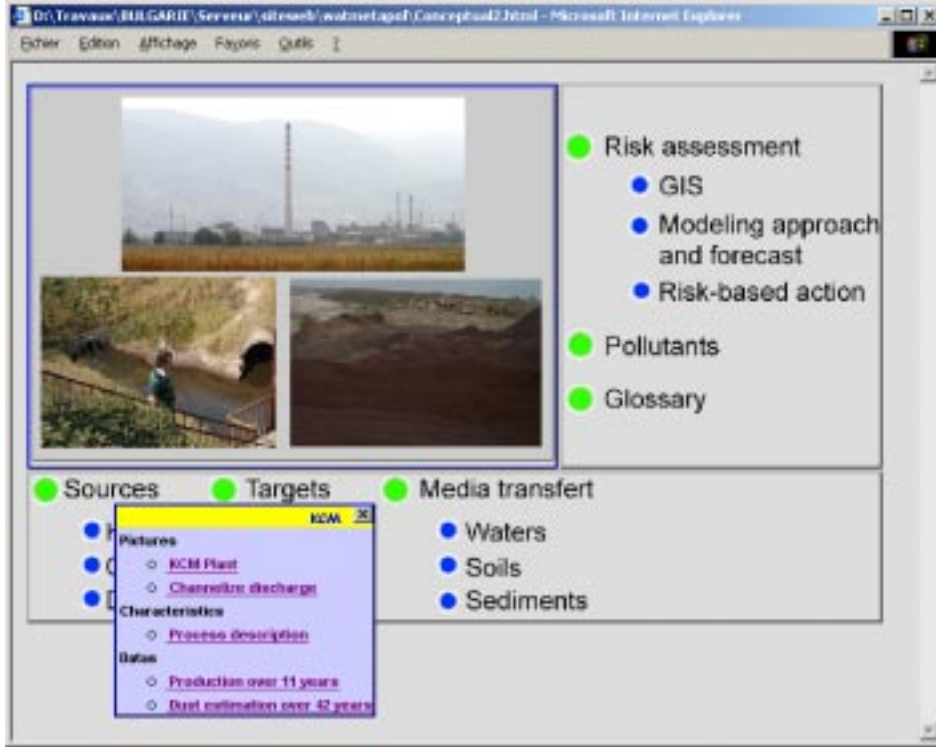 D:\Travaux\BULGARIE\Serveur\siteweb\watmetapol\Conceptual2.html - Microsoft Internet Explorer
Fichier Edition Affichage Favoris Outils ?
Risk assessment
GIS
Modeling approach
and forecast
Risk-based action
Pollutants
Glossary
Sources Targets Media transfert
Waters
Soils
Sediments
KCM
Pictures
KCM Plant
Channelize discharge
Characteristics
Process description
Datas
Production over 11 years
Dust estimation over 42 years